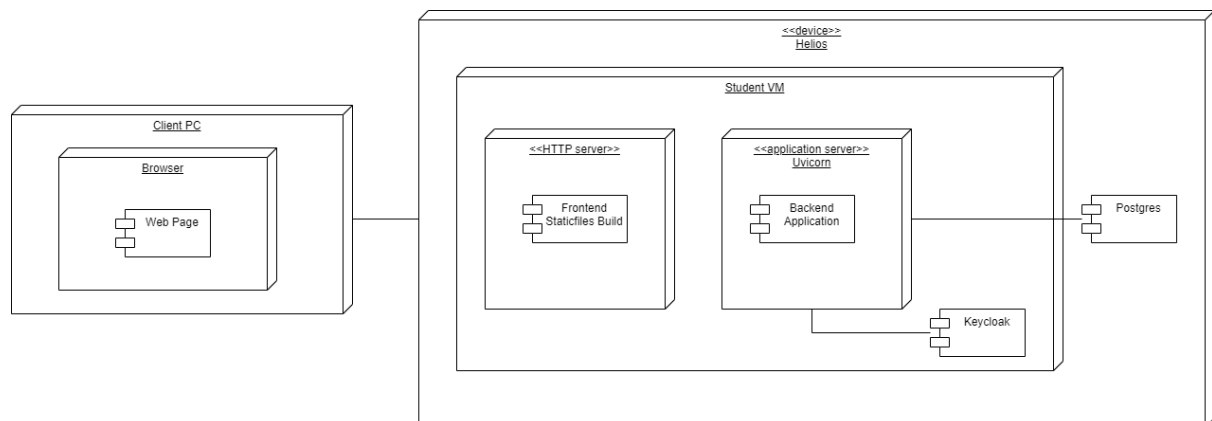 <<device>>
Helios
Student VM
Client PC
Browser
Web Page
<<HTTP server>>
Frontend
Staticfiles Build
<<application server>>
Uvicorn
Backend
Application
Postgres
Keycloak